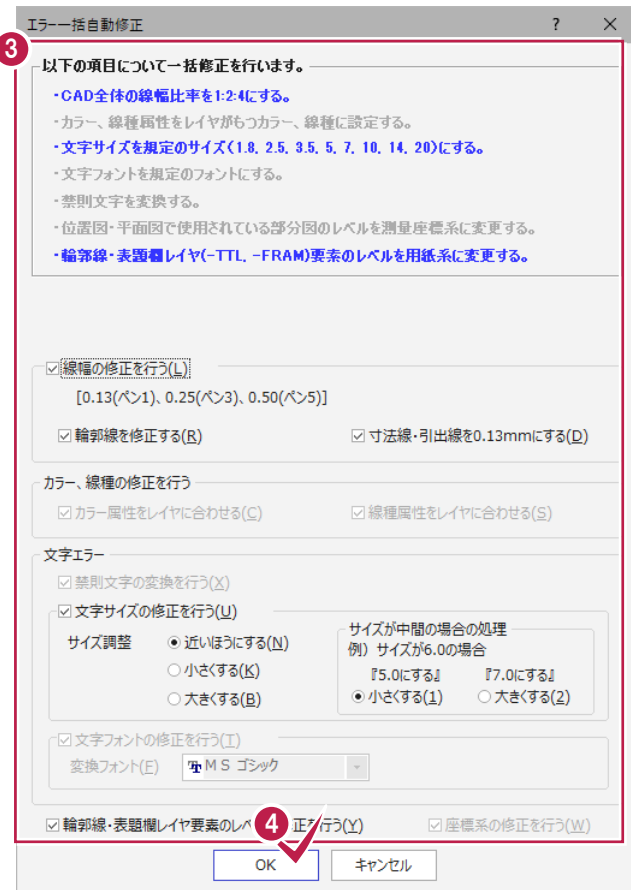 エラー一括自動修正 ? ×
3
以下の項目について一括修正を行います。
・CAD全体の線幅比率を1:2:4にする。
・カラー、線種属性をレイヤがもつカラー、線種に設定する。
・文字サイズを規定のサイズ(1.8, 2.5, 3.5, 5, 7, 10, 14, 20)にする。
・文字フォントを規定のフォントにする。
・禁則文字を変換する。
・位置図・平面図で使用されている部分図のレベルを測量座標系に変更する。
・輪郭線・表題欄レイヤ(-TTL, -FRAM)要素のレベルを用紙系に変更する。
線幅の修正を行う(L)
[0.13(ペン1)、0.25(ペン3)、0.50(ペン5)]
輪郭線を修正する(R) 寸法線・引出線を0.13mmにする(D)
カラー、線種の修正を行う
カラー属性をレイヤに合わせる(C) 線種属性をレイヤに合わせる(S)
文字エラー
禁則文字の変換を行う(X)
文字サイズの修正を行う(U)
サイズ調整 近いほうにする(N)
小さくする(K)
大きくする(B)
サイズが中間の場合の処理
例) サイズが6.0の場合
『5.0にする』 『7.0にする』
小さくする(1) 大きくする(2)
文字フォントの修正を行う(T)
変換フォント(F) MS ゴシック
輪郭線・表題欄レイヤ要素のレベ 正を行う(Y) 座標系の修正を行う(W)
4
OK キャンセル